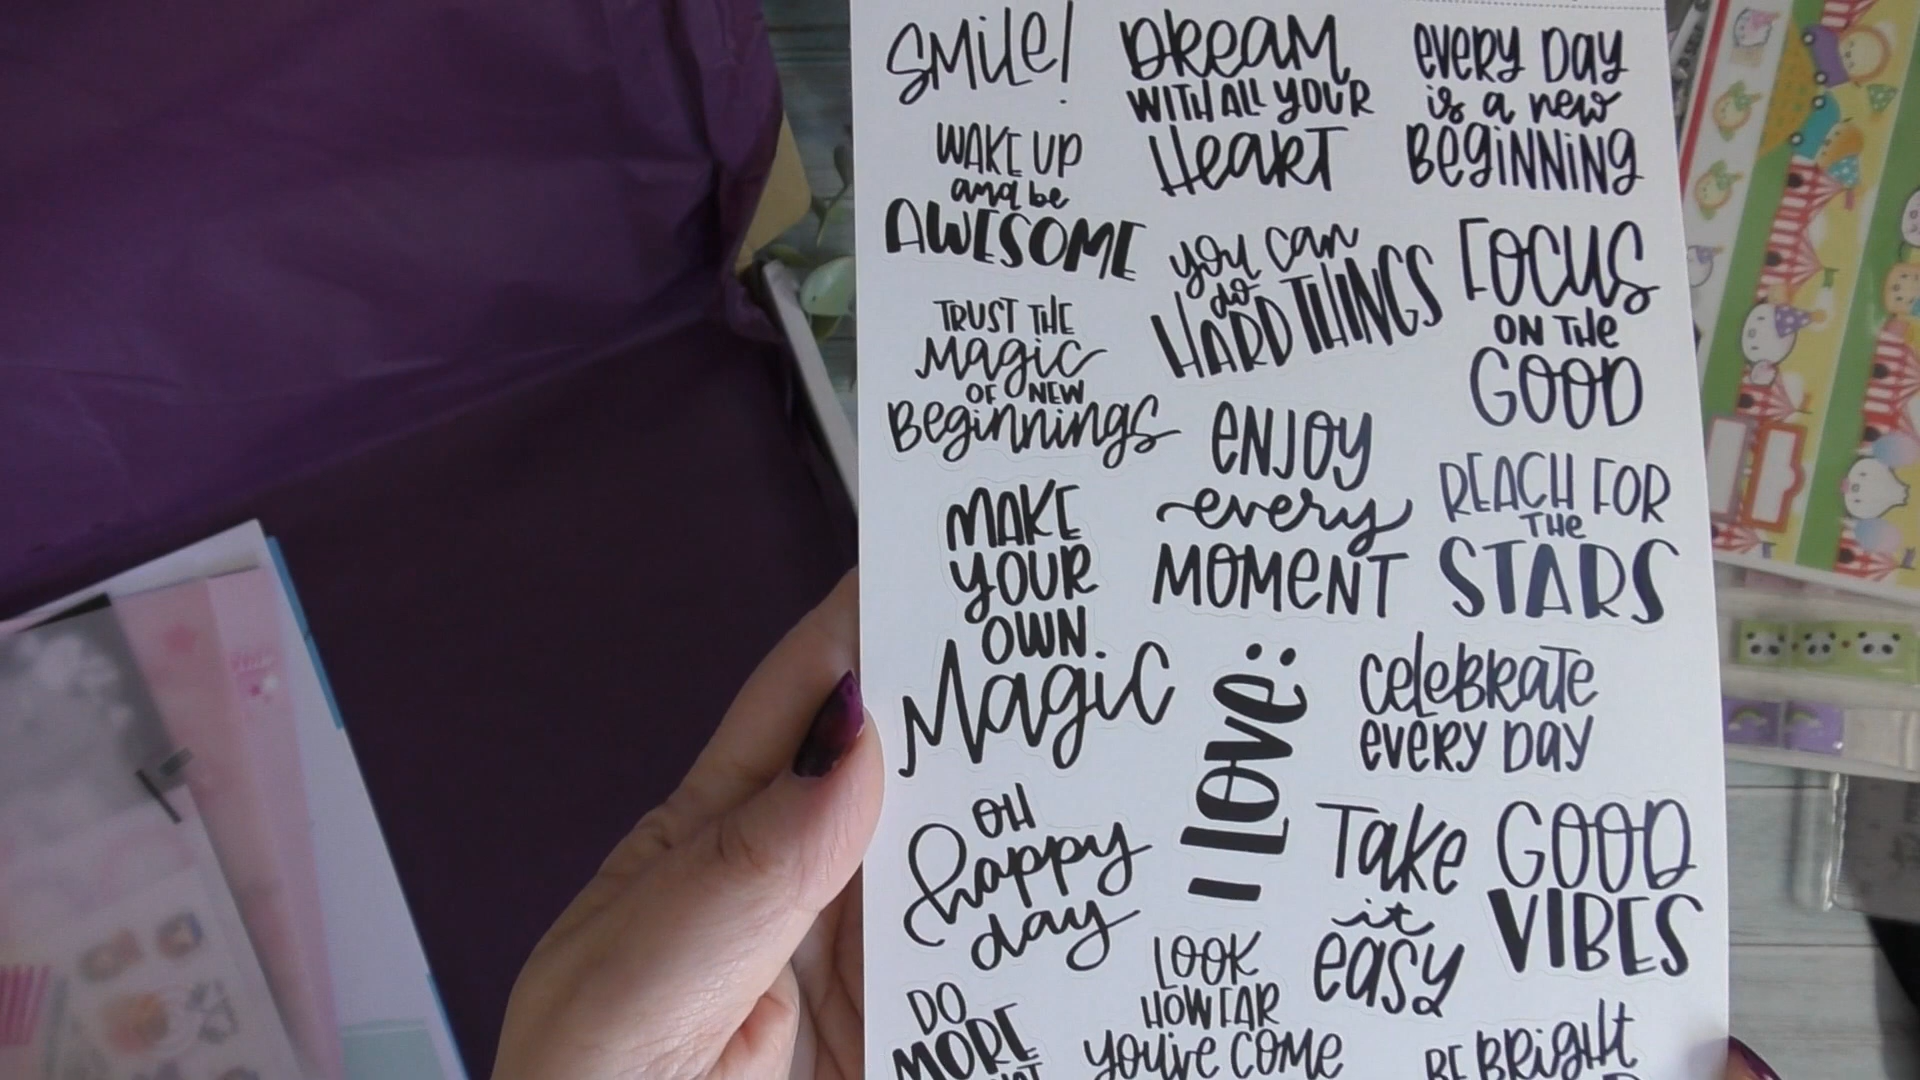 SMILE!
DREAM
WITH ALL YOUR
HEART
EVERY DAY
is a new
BEGINNING
WAKE UP
and be
AWESOME
you can
do
HARD THINGS
FOCUS
ON THE
GOOD
TRUST THE
Magic
OF NEW
Beginnings
ENJOY
every
MOMENT
REACH FOR
THE
STARS
MAKE
YOUR
OWN
Magic
I love:
celebrate
every day
OH
happy
day
Take
it
easy
GOOD
VIBES
LOOK
HOW FAR
you've come
DO
MORE
BE BRIGHT